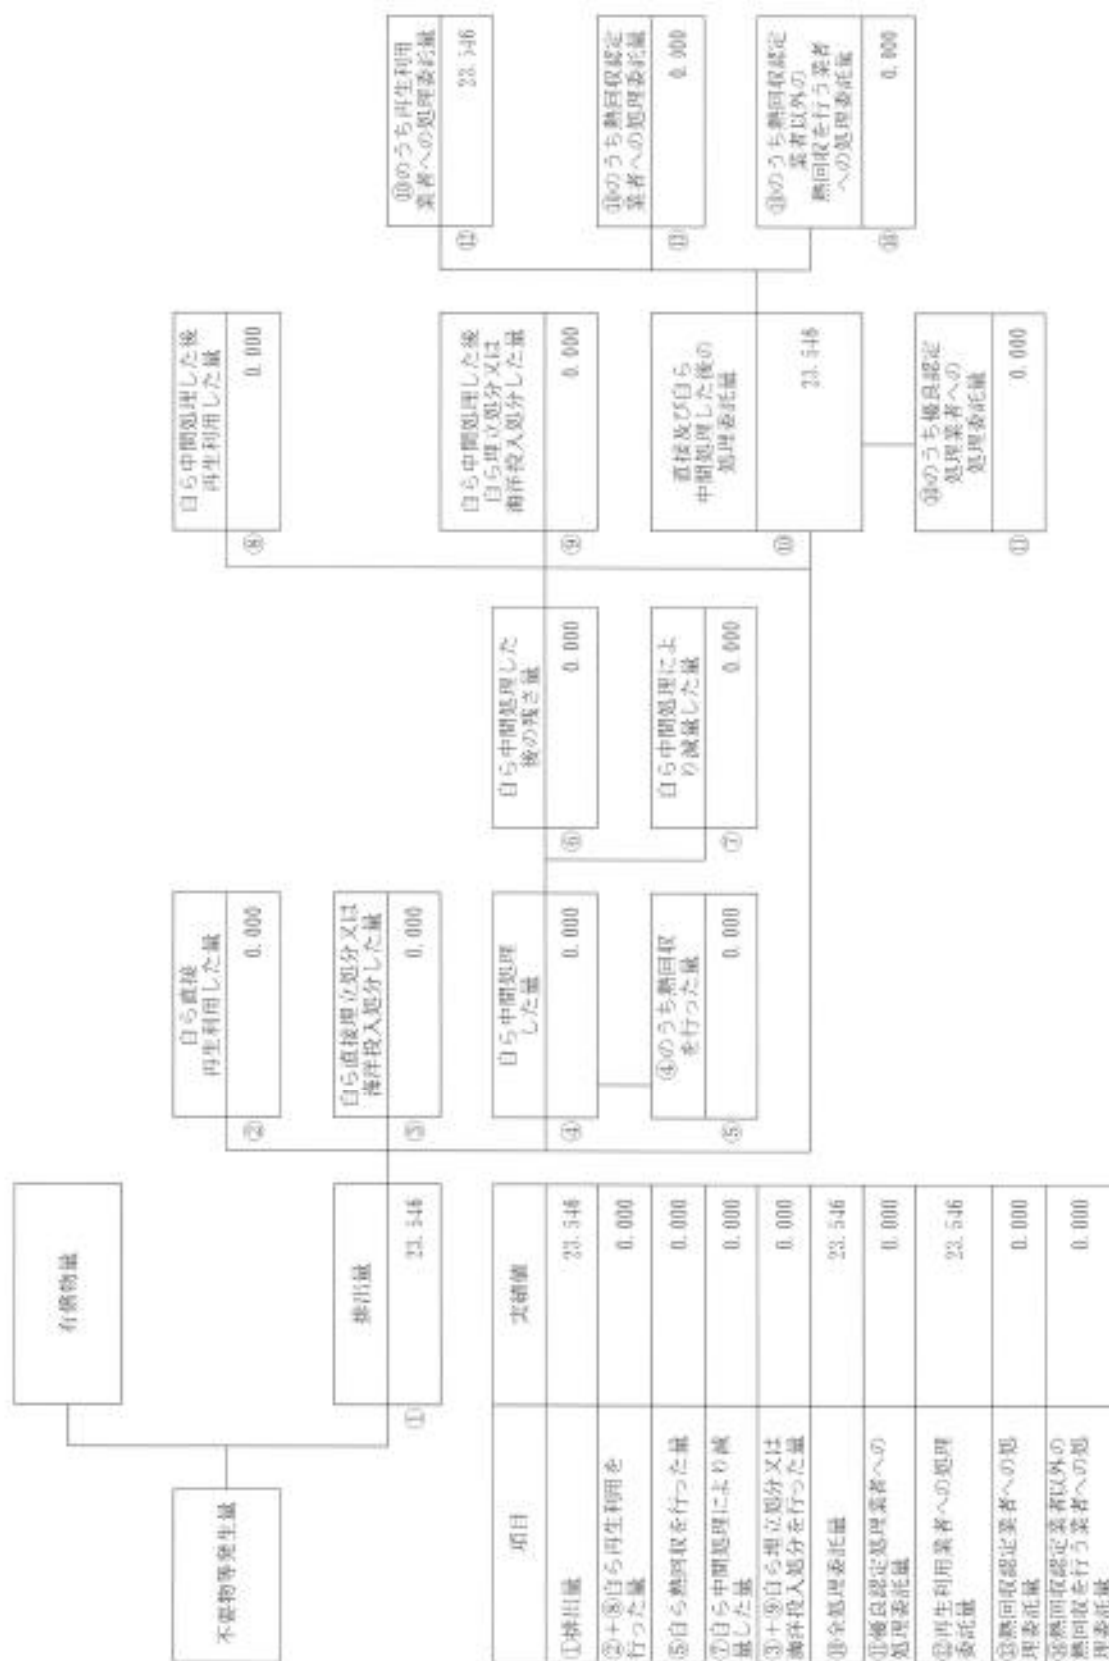 不要物等発生量
有償物量
排出量
① 23.546
自ら直接
再生利用した量
② 0.000
自ら直接埋立処分又は
海洋投入処分した量
③ 0.000
自ら中間処理
した量
④ 0.000
④のうち熱回収
を行った量
⑤ 0.000
自ら中間処理した
後の残さ量
⑥ 0.000
自ら中間処理によ
り減量した量
⑦ 0.000
自ら中間処理した後
再生利用した量
⑧ 0.000
自ら中間処理した後
自ら埋立処分又は
海洋投入処分した量
⑨ 0.000
直接及び自ら
中間処理した後の
処理委託量
⑩ 23.546
⑩のうち優良認定
処理業者への
処理委託量
⑪ 0.000
⑩のうち再生利用
業者への処理委託量
⑫ 23.546
⑩のうち熱回収認定
業者への処理委託量
⑬ 0.000
のうち熱回収認定
業者以外の
熱回収を行う業者
への処理委託量
0.000
項目 実績値
①排出量 23.546
②+⑧自ら再生利用を
行った量 0.000
⑤自ら熱回収を行った量 0.000
⑦自ら中間処理により減
量した量 0.000
③+⑨自ら埋立処分又は
海洋投入処分を行った量 0.000
⑩全処理委託量 23.546
⑪優良認定処理業者への
処理委託量 0.000
⑫再生利用業者への処理
委託量 23.546
⑬熱回収認定業者への処
理委託量 0.000
熱回収認定業者以外の
熱回収を行う業者への処
理委託量 0.000